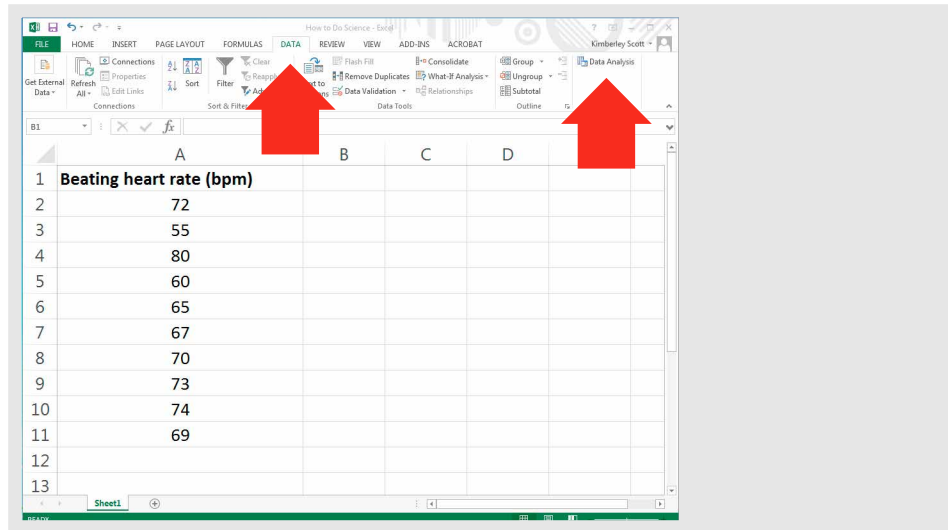 How to Do Science - Excel
FILE HOME INSERT PAGE LAYOUT FORMULAS DATA REVIEW VIEW ADD-INS ACROBAT Kimberley Scott
Get External Data
Refresh All
Connections
Properties
Edit Links
Connections
Sort
Filter
Clear
Reapply
Ad
Sort & Filter
to
ns
Flash Fill
Remove Duplicates
Data Validation
Consolidate
What-If Analysis
Relationships
Data Tools
Group
Ungroup
Subtotal
Outline
Data Analysis
B1 fx
A B C D
1 Beating heart rate (bpm)
2 72
3 55
4 80
5 60
6 65
7 67
8 70
9 73
10 74
11 69
12
13
Sheet1
READY